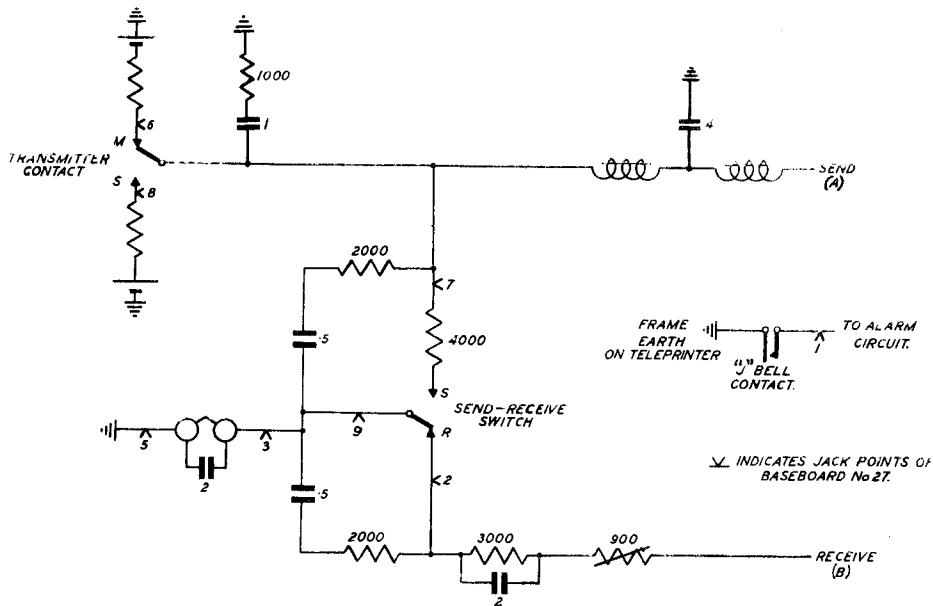 1000
6
1
4
M
TRANSMITTER
CONTACT
SEND
(A)
S
8
2000
7
·5
4000
FRAME
EARTH
ON TELEPRINTER
TO ALARM
CIRCUIT.
1
"J" BELL
CONTACT.
S
SEND-RECEIVE
SWITCH
R
9
5
3
2
2
·5
INDICATES JACK POINTS OF
BASEBOARD No 27.
2000
3000
900
RECEIVE
(B)
2